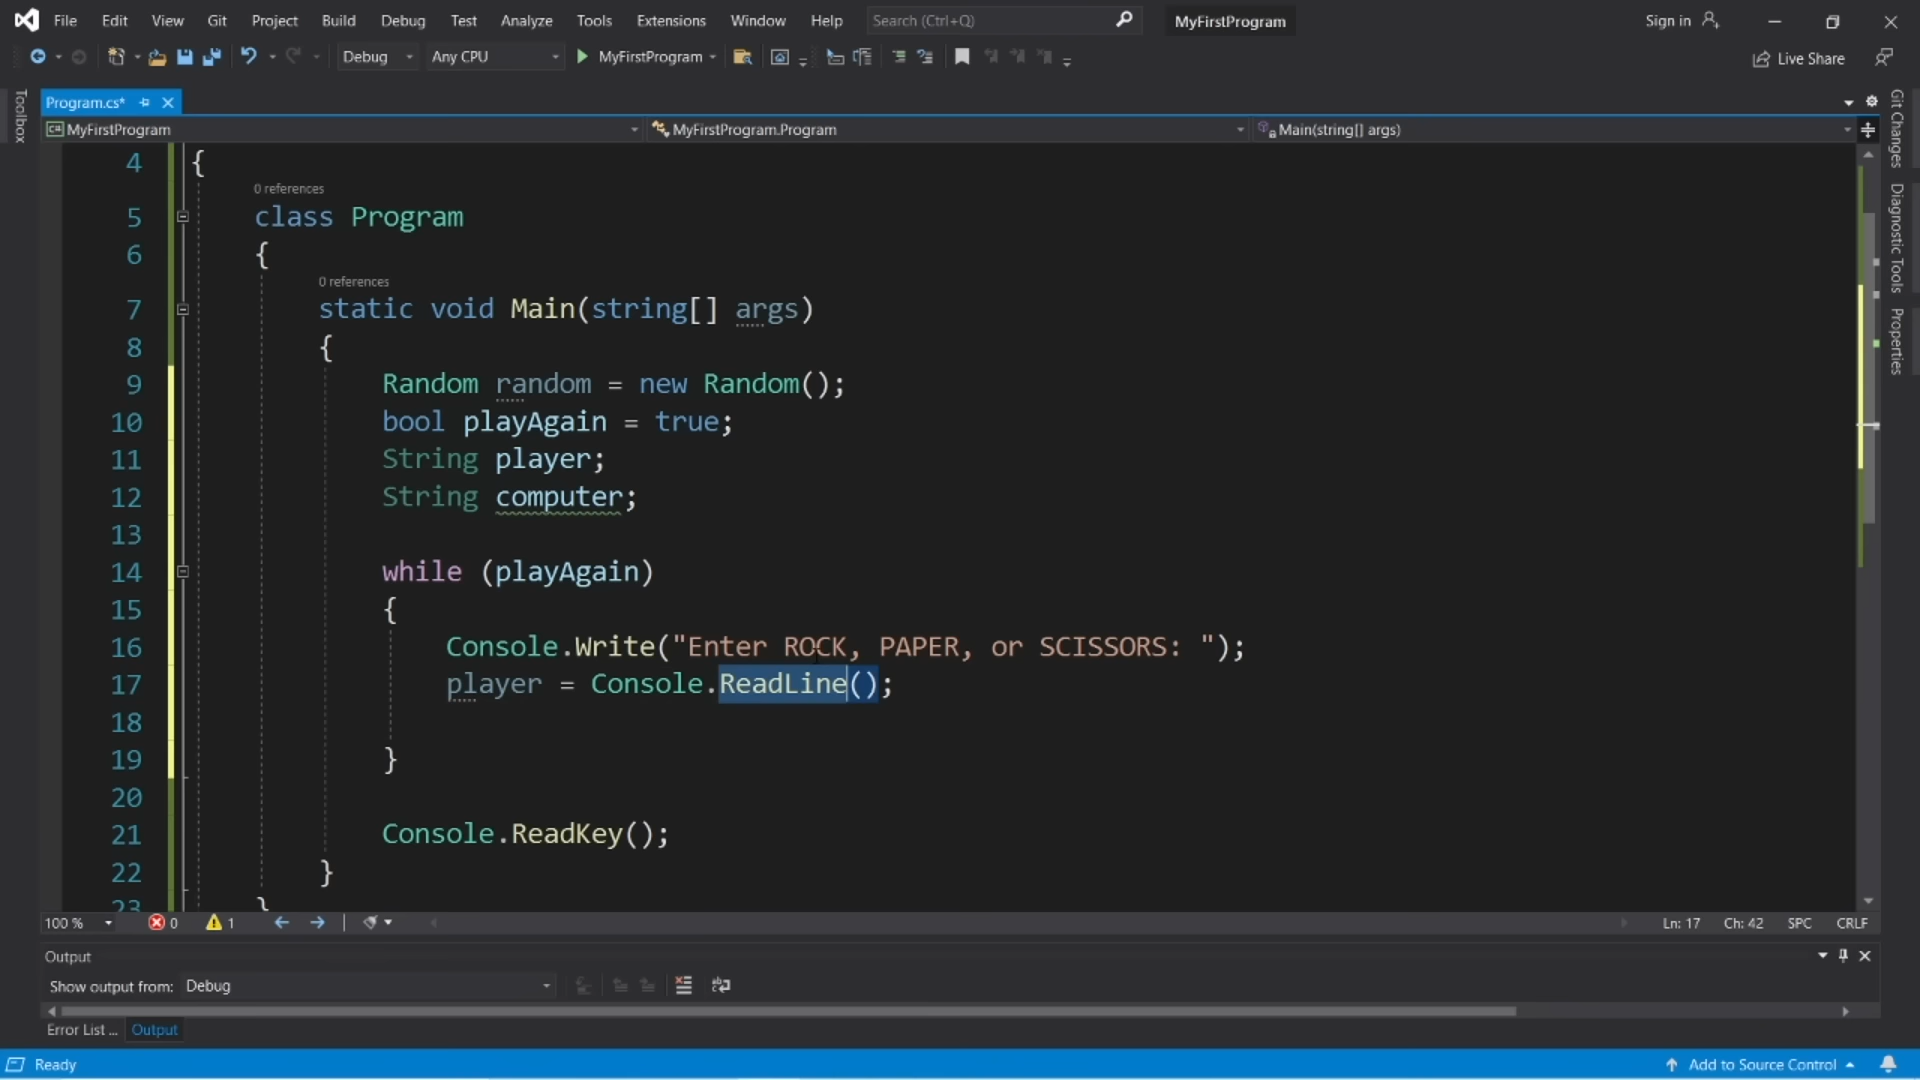 File Edit View Git Project Build Debug Test Analyze Tools Extensions Window Help Search (Ctrl+Q) MyFirstProgram Sign in
Debug Any CPU MyFirstProgram Live Share
Toolbox
Program.cs*
MyFirstProgram MyFirstProgram.Program Main(string[] args)
4 {
0 references
5 class Program
6 {
0 references
7 static void Main(string[] args)
8 {
9 Random random = new Random();
10 bool playAgain = true;
11 String player;
12 String computer;
13
14 while (playAgain)
15 {
16 Console.Write("Enter ROCK, PAPER, or SCISSORS: ");
17 player = Console.ReadLine();
18
19 }
20
21 Console.ReadKey();
22 }
23 }
Git Changes
Diagnostic Tools
Properties
100 % 0 1 Ln: 17 Ch: 42 SPC CRLF
Output
Show output from: Debug
Error List ... Output
Ready Add to Source Control